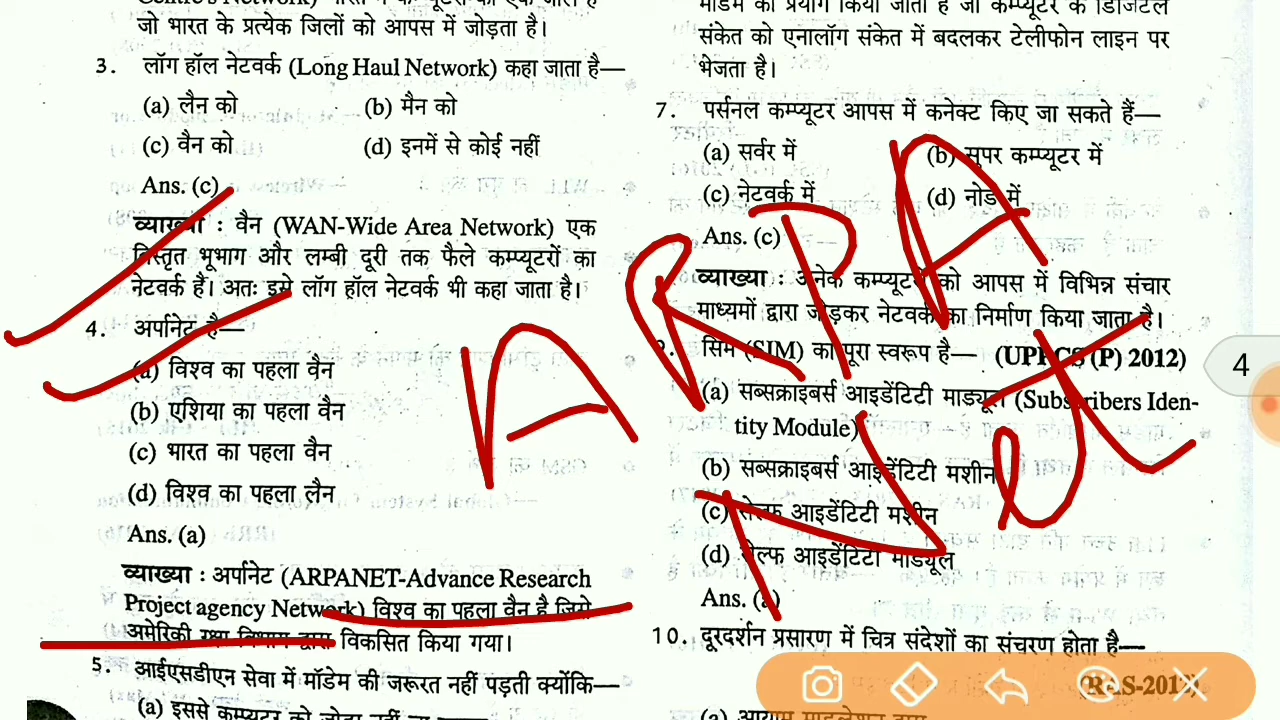 जो भारत के प्रत्येक जिलों को आपस में जोड़ता है।
3. लॉग हॉल नेटवर्क (Long Haul Network) कहा जाता है—
(a) लैन को (b) मैन को
(c) वैन को (d) इनमें से कोई नहीं
Ans. (c)
व्याख्या : वैन (WAN-Wide Area Network) एक
विस्तृत भूभाग और लम्बी दूरी तक फैले कम्प्यूटरों का
नेटवर्क हैं। अतः इसे लॉग हॉल नेटवर्क भी कहा जाता है।
4. अर्पानेट है—
(a) विश्व का पहला वैन
(b) एशिया का पहला वैन
(c) भारत का पहला वैन
(d) विश्व का पहला लैन
Ans. (a)
व्याख्या : अर्पानेट (ARPANET-Advance Research
Project agency Network) विश्व का पहला वैन है जिसे
अमेरिकी रक्षा विभाग द्वारा विकसित किया गया।
5. आईएसडीएन सेवा में मॉडेम की जरूरत नहीं पड़ती क्योंकि—
माडेम का प्रयोग किया जाता है जो कम्प्यूटर के डिजिटल
संकेत को एनालॉग संकेत में बदलकर टेलीफोन लाइन पर
भेजता है।
7. पर्सनल कम्प्यूटर आपस में कनेक्ट किए जा सकते हैं—
(a) सर्वर में (b) सुपर कम्प्यूटर में
(c) नेटवर्क में (d) नोड में
Ans. (c)
व्याख्या : अनेक कम्प्यूटरों को आपस में विभिन्न संचार
माध्यमों द्वारा जोड़कर नेटवर्क का निर्माण किया जाता है।
सिम (SIM) का पूरा स्वरूप है— (UPPCS (P) 2012)
(a) सब्सक्राइबर्स आइडेंटिटी माड्यूल (Subscribers Iden-
tity Module)
(b) सब्सक्राइबर्स आइडेंटिटी मशीन
(c) सेल्फ आइडेंटिटी मशीन
(d) सेल्फ आइडेंटिटी माड्यूल
Ans. (a)
10. दूरदर्शन प्रसारण में चित्र संदेशों का संचरण होता है—
ARPA
Net
4